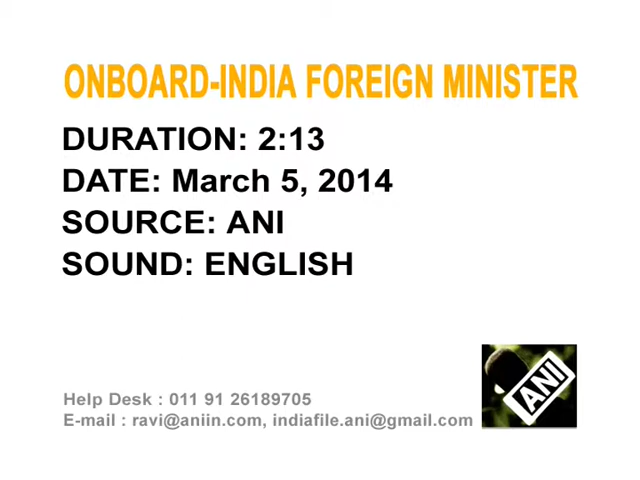 ONBOARD-INDIA FOREIGN MINISTER
DURATION: 2:13
DATE: March 5, 2014
SOURCE: ANI
SOUND: ENGLISH
Help Desk : 011 91 26189705
E-mail : ravi@aniin.com, indiafile.ani@gmail.com
ANI